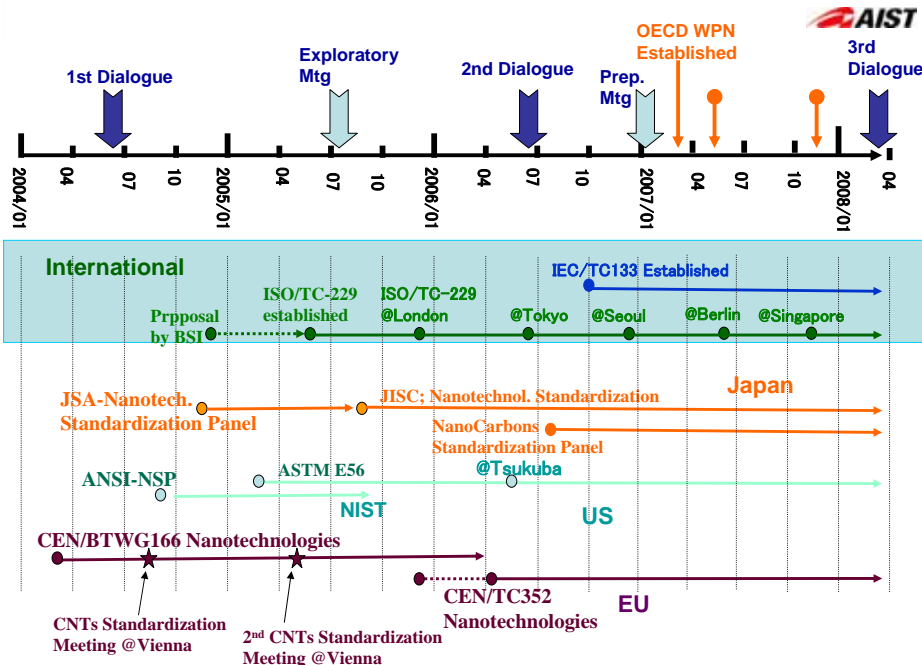 AIST
OECD WPN
Established
1st Dialogue
Exploratory
Mtg
2nd Dialogue
Prep.
Mtg
3rd
Dialogue
2004/01
04
07
10
2005/01
04
07
10
2006/01
04
07
10
2007/01
04
07
10
2008/01
04
International
IEC/TC133 Established
Prpposal
by BSI
ISO/TC-229
established
ISO/TC-229
@London
@Tokyo
@Seoul
@Berlin
@Singapore
Japan
JSA-Nanotech.
Standardization Panel
JISC; Nanotechnol. Standardization
NanoCarbons
Standardization Panel
ANSI-NSP
ASTM E56
@Tsukuba
NIST
US
CEN/BTWG166 Nanotechnologies
CEN/TC352
Nanotechnologies
EU
CNTs Standardization
Meeting @Vienna
2nd CNTs Standardization
Meeting @Vienna